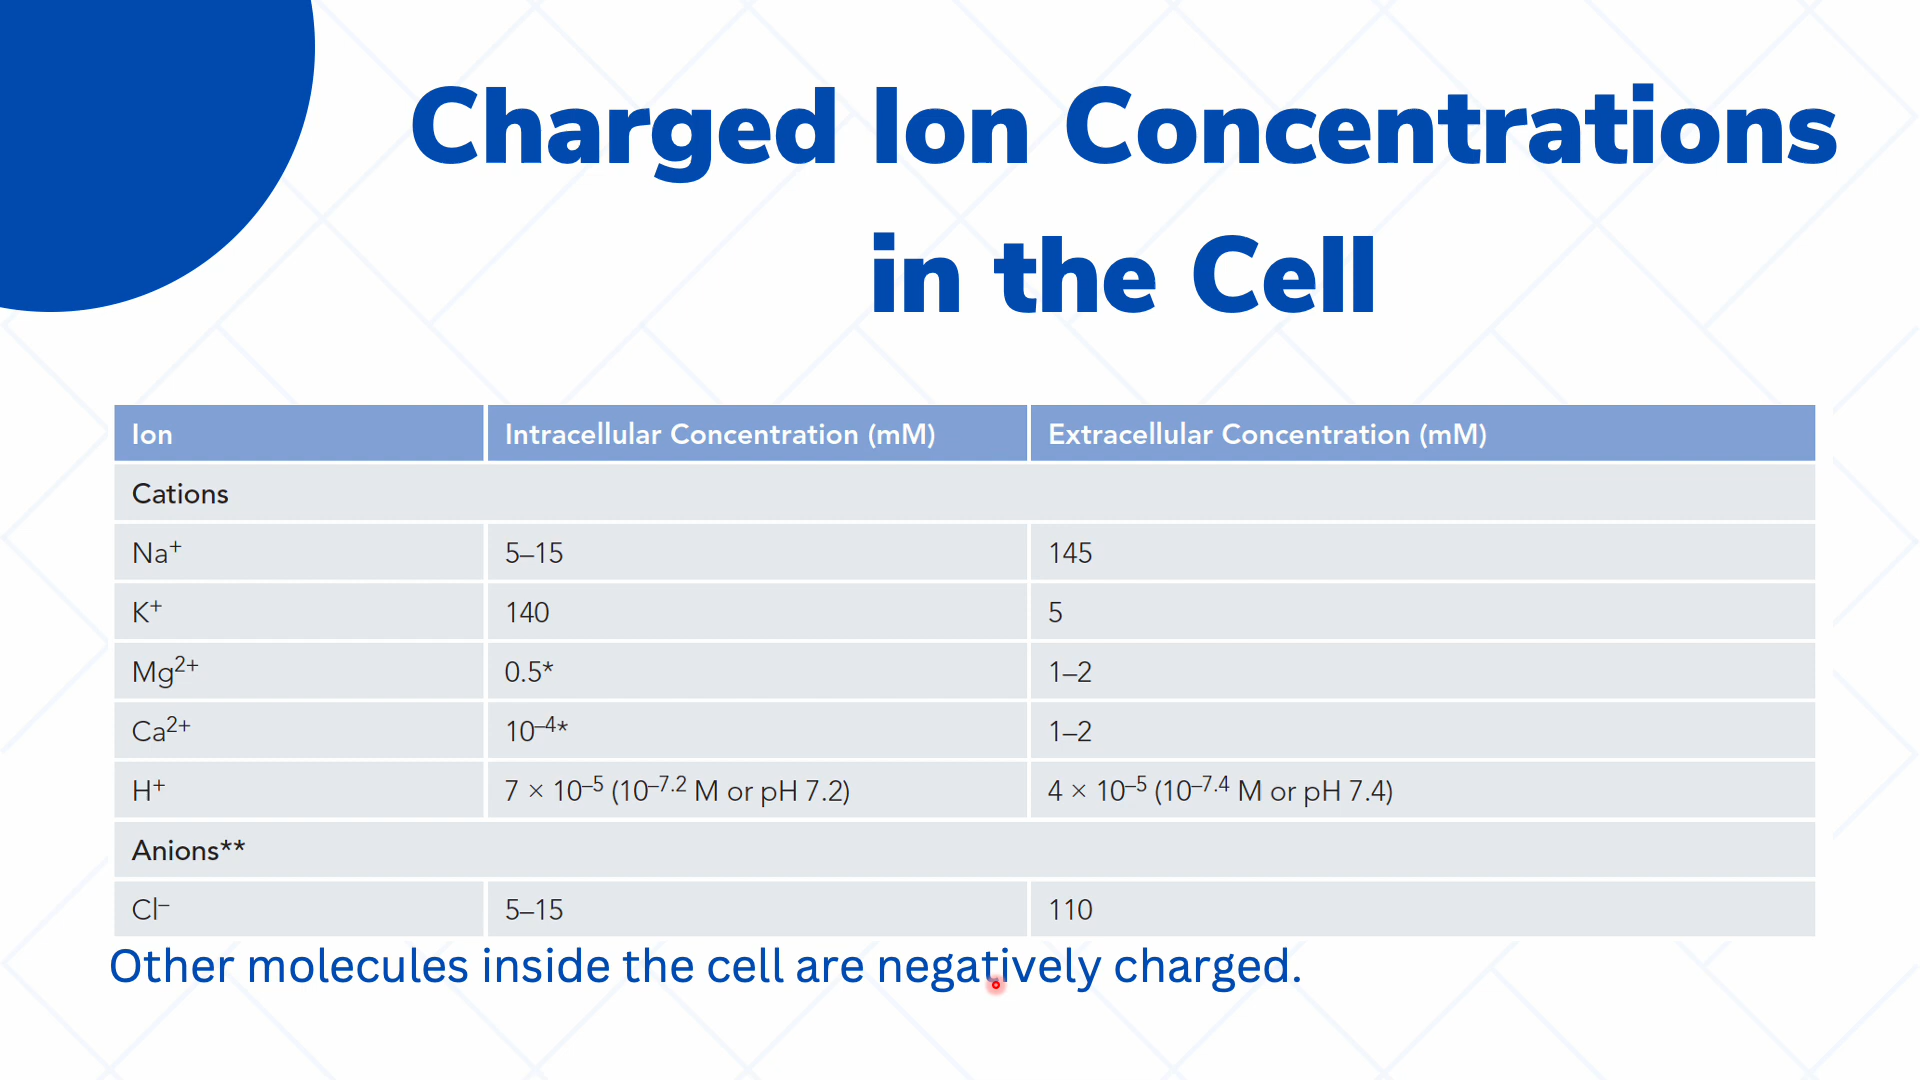 Charged Ion Concentrations
in the Cell
Ion Intracellular Concentration (mM) Extracellular Concentration (mM)
Cations
Na⁺ 5–15 145
K⁺ 140 5
Mg²⁺ 0.5* 1–2
Ca²⁺ 10⁻⁴* 1–2
H⁺ 7 × 10⁻⁵ (10⁻⁷·² M or pH 7.2) 4 × 10⁻⁵ (10⁻⁷·⁴ M or pH 7.4)
Anions**
Cl⁻ 5–15 110
Other molecules inside the cell are negatively charged.